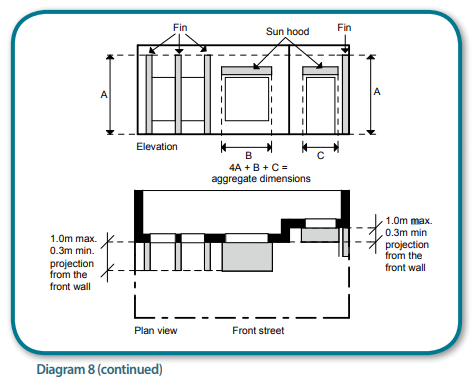 Fin
Sun hood
Fin
A
A
Elevation
B
C
4A + B + C =
aggregate dimensions
1.0m max.
0.3m min.
projection
from the
front wall
1.0m max.
0.3m min
projection
from the
front wall
Plan view
Front street
Diagram 8 (continued)